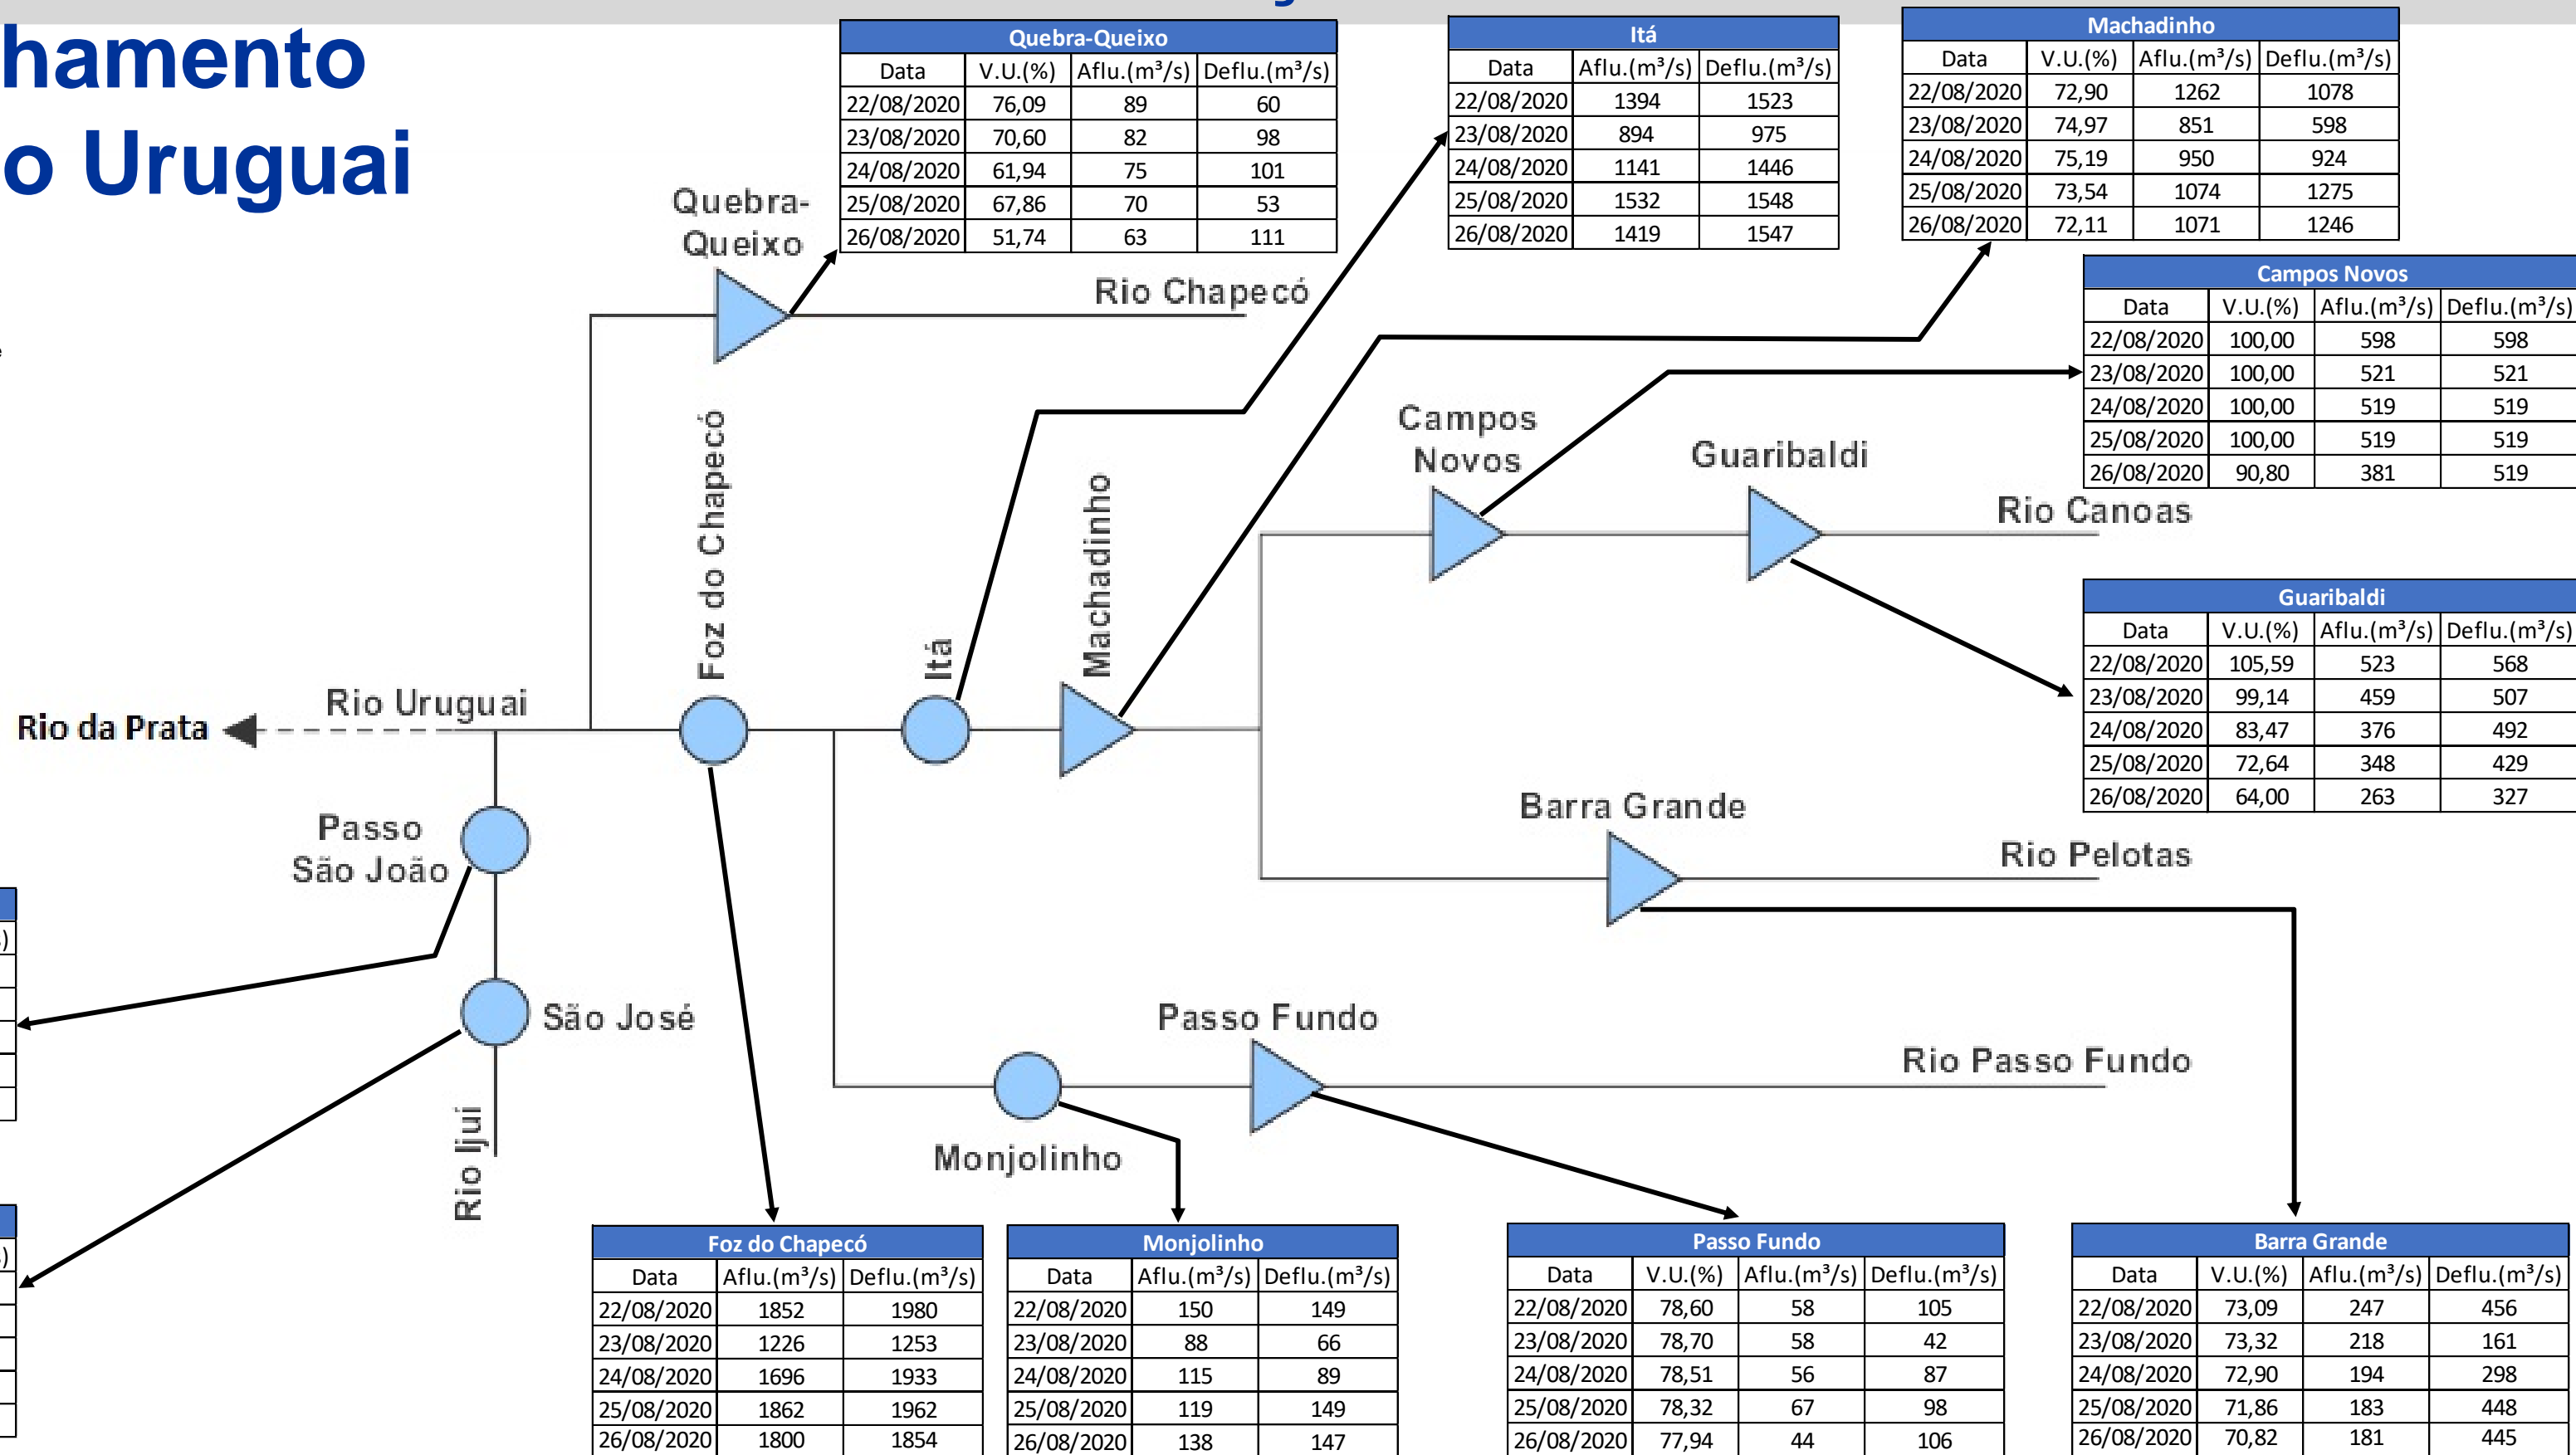 hamento
o Uruguai
Quebra-Queixo
Data V.U.(%) Aflu.(m³/s) Deflu.(m³/s)
22/08/2020 76,09 89 60
23/08/2020 70,60 82 98
24/08/2020 61,94 75 101
25/08/2020 67,86 70 53
26/08/2020 51,74 63 111
Itá
Data Aflu.(m³/s) Deflu.(m³/s)
22/08/2020 1394 1523
23/08/2020 894 975
24/08/2020 1141 1446
25/08/2020 1532 1548
26/08/2020 1419 1547
Machadinho
Data V.U.(%) Aflu.(m³/s) Deflu.(m³/s)
22/08/2020 72,90 1262 1078
23/08/2020 74,97 851 598
24/08/2020 75,19 950 924
25/08/2020 73,54 1074 1275
26/08/2020 72,11 1071 1246
Campos Novos
Data V.U.(%) Aflu.(m³/s) Deflu.(m³/s)
22/08/2020 100,00 598 598
23/08/2020 100,00 521 521
24/08/2020 100,00 519 519
25/08/2020 100,00 519 519
26/08/2020 90,80 381 519
Guaribaldi
Data V.U.(%) Aflu.(m³/s) Deflu.(m³/s)
22/08/2020 105,59 523 568
23/08/2020 99,14 459 507
24/08/2020 83,47 376 492
25/08/2020 72,64 348 429
26/08/2020 64,00 263 327
Quebra-
Queixo
Rio Chapecó
Foz do Chapecó
Itá
Machadinho
Campos
Novos
Guaribaldi
Rio Canoas
Rio Uruguai
Rio da Prata
Passo
São João
São José
Rio Ijui
Barra Grande
Rio Pelotas
Passo Fundo
Rio Passo Fundo
Monjolinho
Foz do Chapecó
Data Aflu.(m³/s) Deflu.(m³/s)
22/08/2020 1852 1980
23/08/2020 1226 1253
24/08/2020 1696 1933
25/08/2020 1862 1962
26/08/2020 1800 1854
Monjolinho
Data Aflu.(m³/s) Deflu.(m³/s)
22/08/2020 150 149
23/08/2020 88 66
24/08/2020 115 89
25/08/2020 119 149
26/08/2020 138 147
Passo Fundo
Data V.U.(%) Aflu.(m³/s) Deflu.(m³/s)
22/08/2020 78,60 58 105
23/08/2020 78,70 58 42
24/08/2020 78,51 56 87
25/08/2020 78,32 67 98
26/08/2020 77,94 44 106
Barra Grande
Data V.U.(%) Aflu.(m³/s) Deflu.(m³/s)
22/08/2020 73,09 247 456
23/08/2020 73,32 218 161
24/08/2020 72,90 194 298
25/08/2020 71,86 183 448
26/08/2020 70,82 181 445